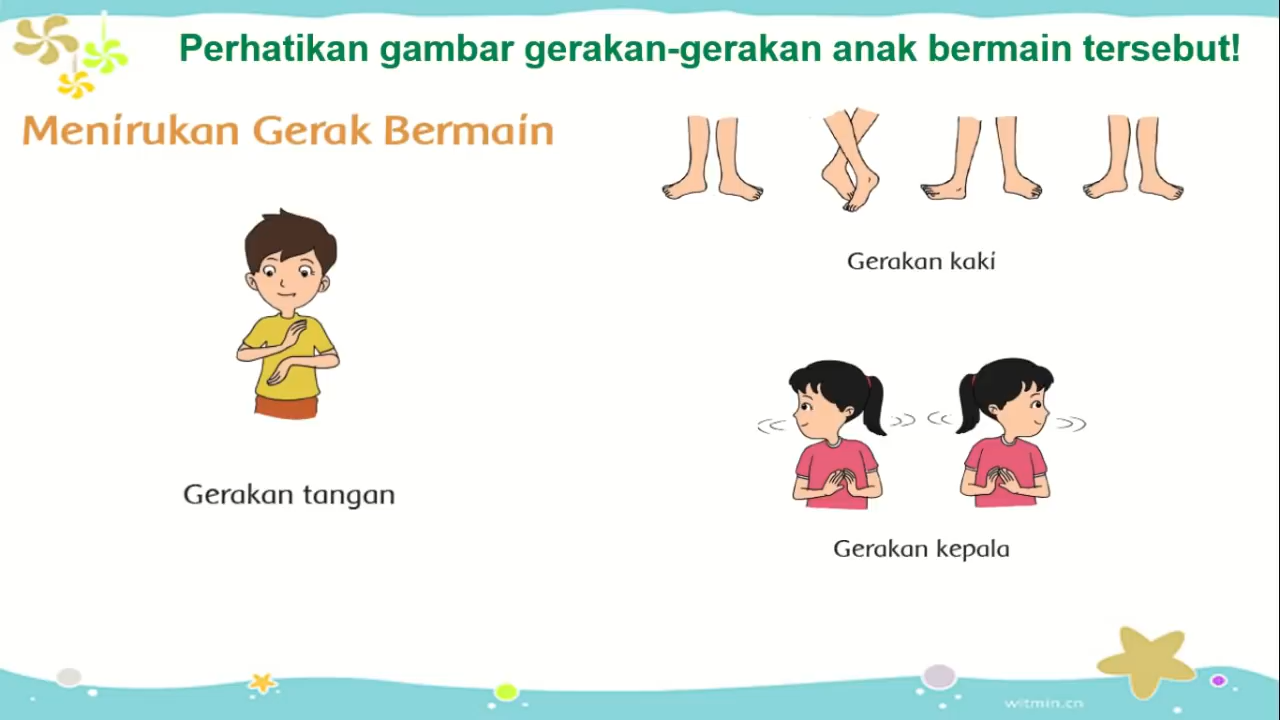 Perhatikan gambar gerakan-gerakan anak bermain tersebut!
Menirukan Gerak Bermain
Gerakan kaki
Gerakan tangan
Gerakan kepala
witmin.cn